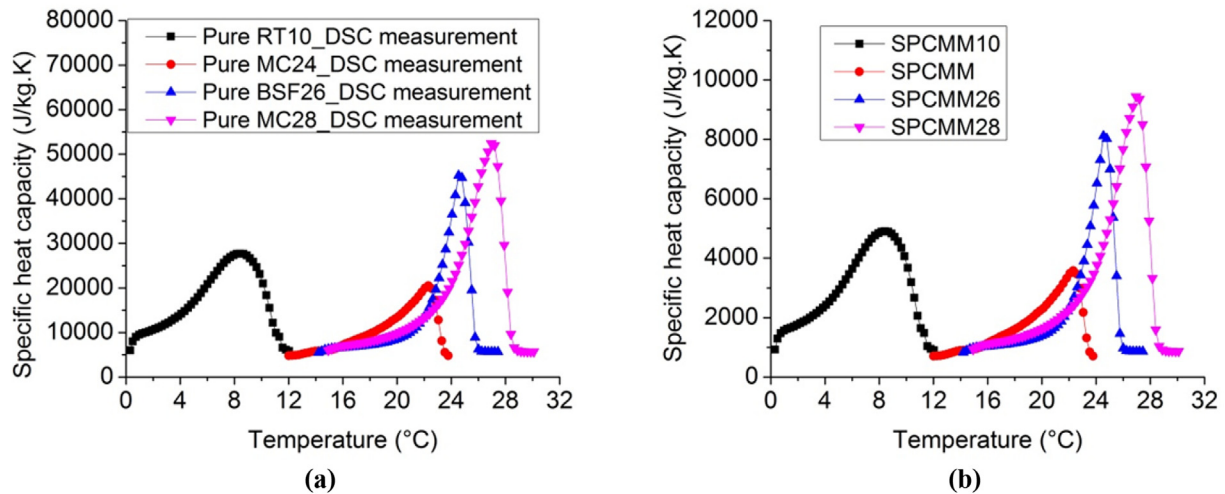 80000
70000
60000
50000
40000
30000
20000
10000
0
Specific heat capacity (J/kg.K)
Pure RT10_DSC measurement
Pure MC24_DSC measurement
Pure BSF26_DSC measurement
Pure MC28_DSC measurement
0 4 8 12 16 20 24 28 32
Temperature (°C)
(a)
12000
10000
8000
6000
4000
2000
0
Specific heat capacity (J/kg.K)
SPCMM10
SPCMM
SPCMM26
SPCMM28
0 4 8 12 16 20 24 28 32
Temperature (°C)
(b)